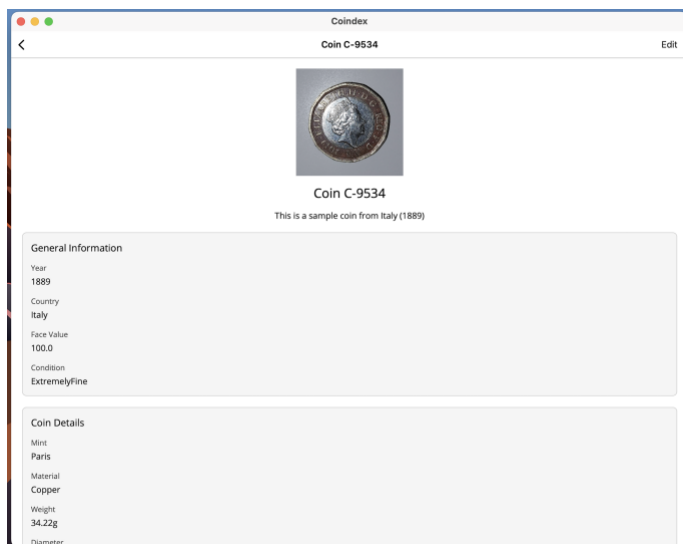 Coindex
Coin C-9534
Edit
Coin C-9534
This is a sample coin from Italy (1889)
General Information
Year
1889
Country
Italy
Face Value
100.0
Condition
ExtremelyFine
Coin Details
Mint
Paris
Material
Copper
Weight
34.22g
Diameter